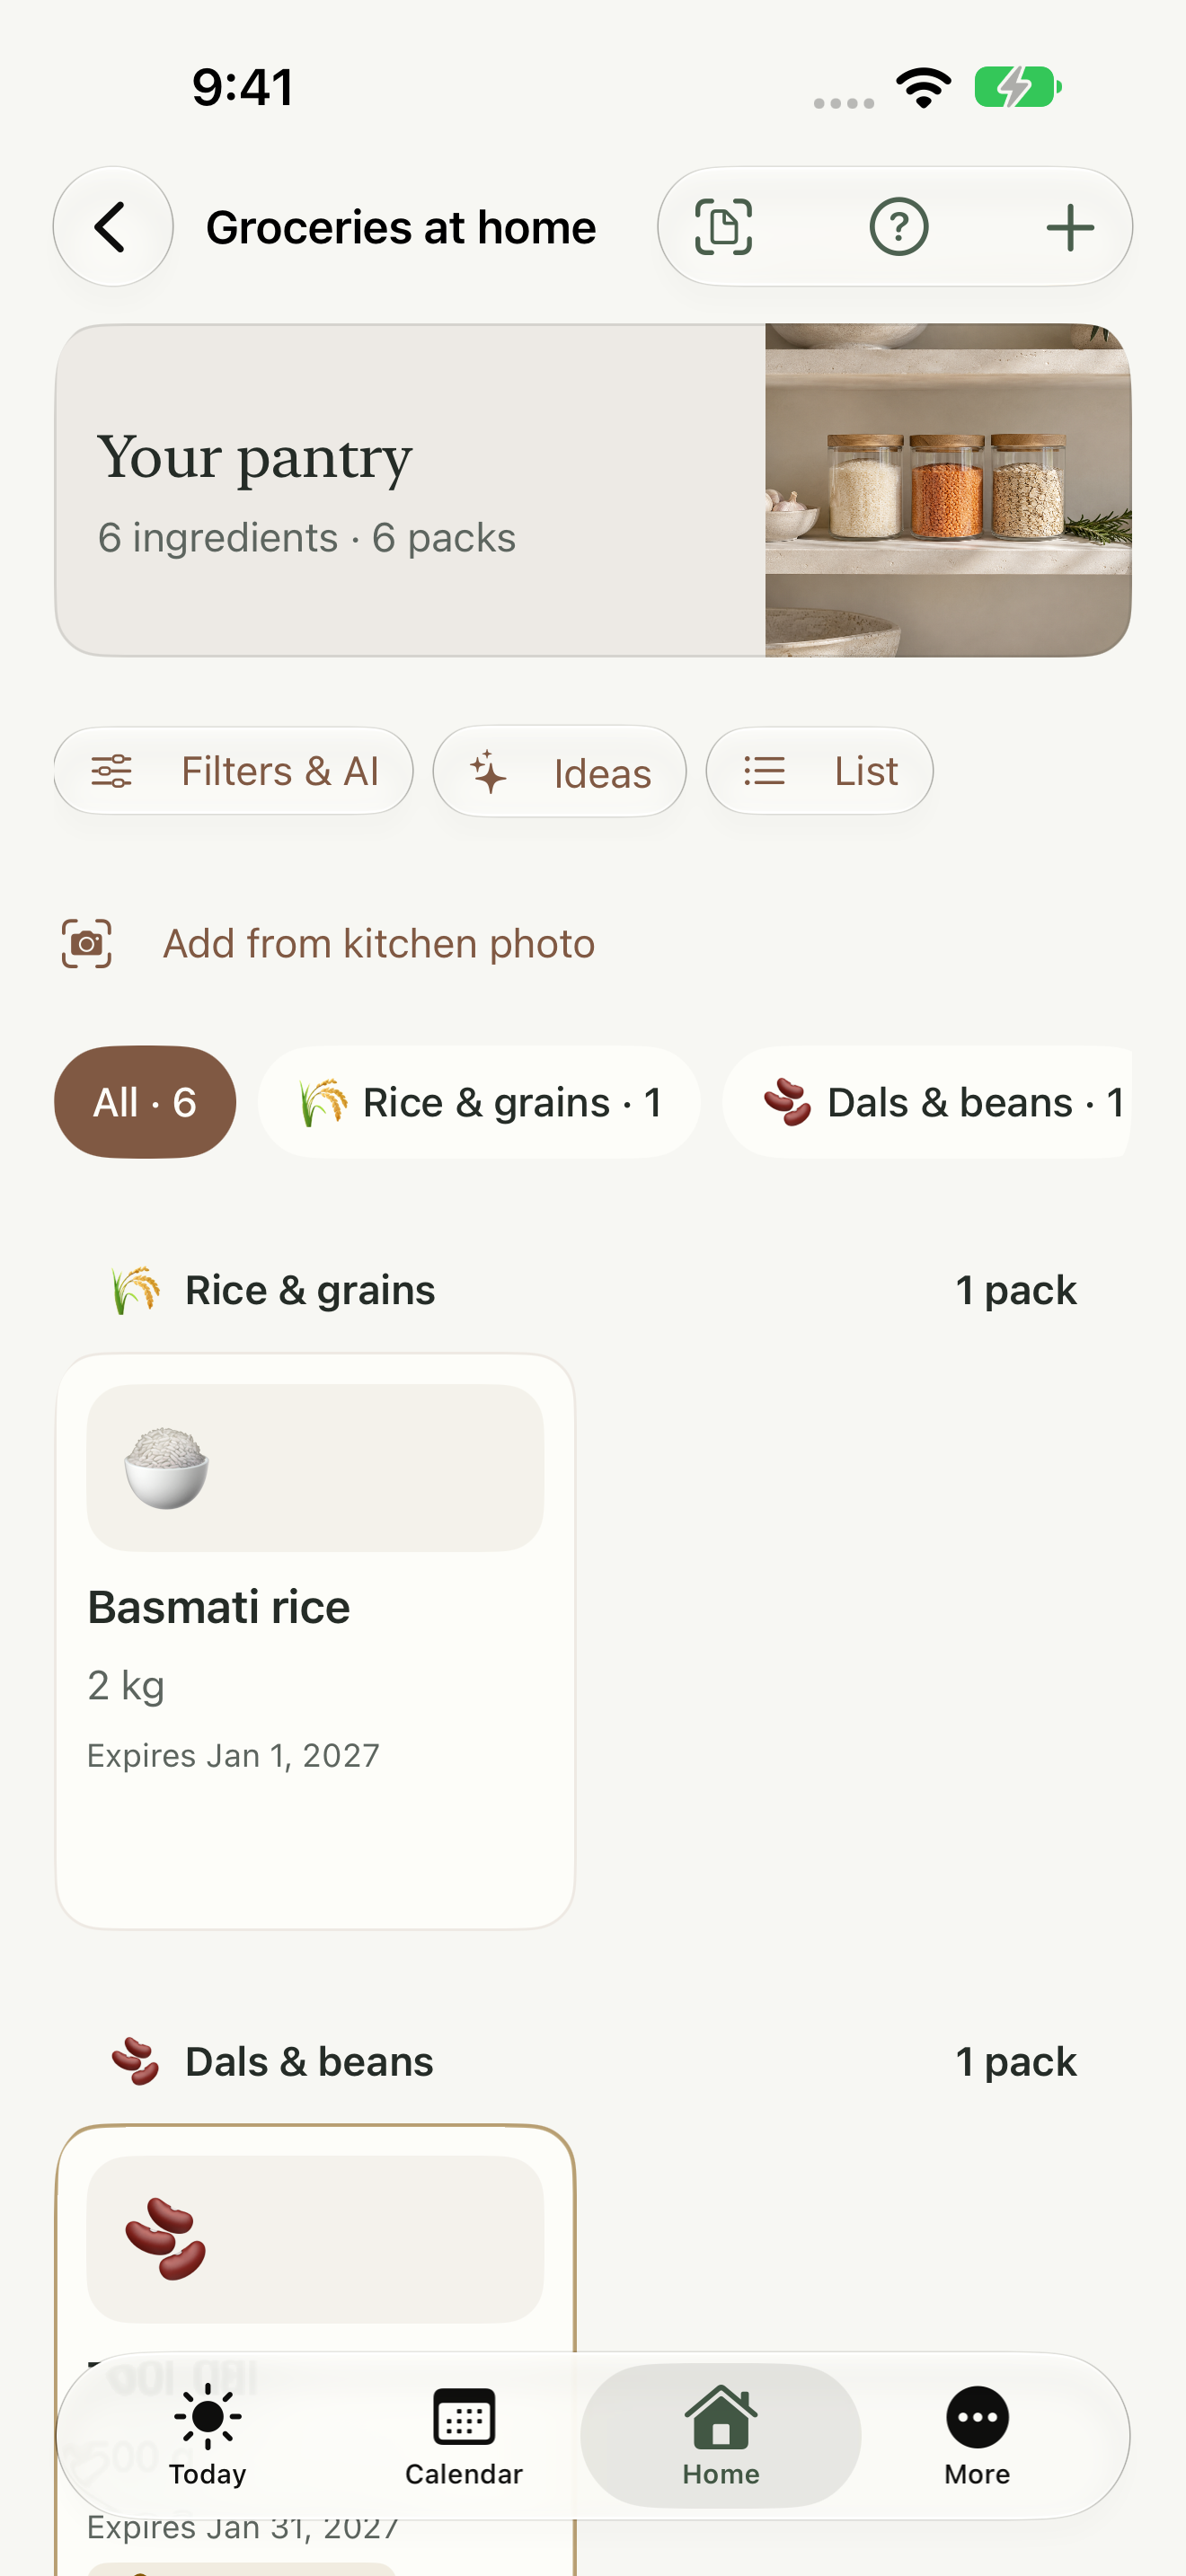 9:41
Groceries at home
Your pantry
6 ingredients · 6 packs
Filters & AI
Ideas
List
Add from kitchen photo
All · 6
Rice & grains · 1
Dals & beans · 1
Rice & grains
1 pack
Basmati rice
2 kg
Expires Jan 1, 2027
Dals & beans
1 pack
500 g
Today
Calendar
Home
More
Expires Jan 31, 2027